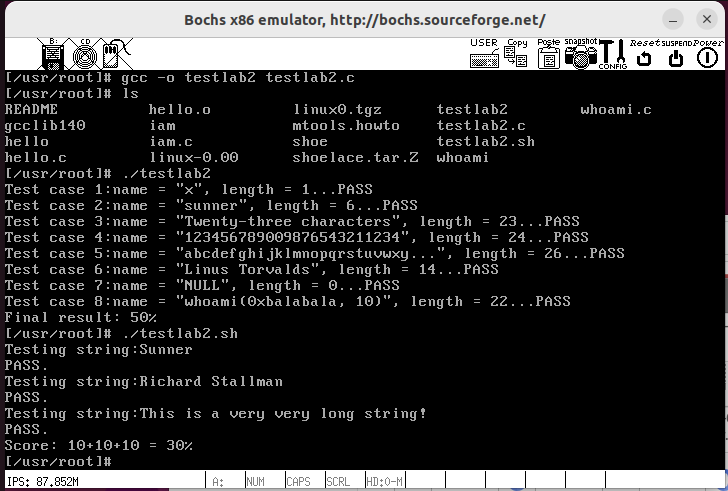 Bochs x86 emulator, http://bochs.sourceforge.net/
B: CD USER Copy Paste snapshot CONFIG Reset SUSPEND Power
[/usr/root]# gcc -o testlab2 testlab2.c
[/usr/root]# ls
README hello.o linux0.tgz testlab2 whoami.c
gcclib140 iam mtools.howto testlab2.c
hello iam.c shoe testlab2.sh
hello.c linux-0.00 shoelace.tar.Z whoami
[/usr/root]# ./testlab2
Test case 1:name = "x", length = 1...PASS
Test case 2:name = "sunner", length = 6...PASS
Test case 3:name = "Twenty-three characters", length = 23...PASS
Test case 4:name = "123456789009876543211234", length = 24...PASS
Test case 5:name = "abcdefghijklmnopqrstuvwxy...", length = 26...PASS
Test case 6:name = "Linus Torvalds", length = 14...PASS
Test case 7:name = "NULL", length = 0...PASS
Test case 8:name = "whoami(0xbalabala, 10)", length = 22...PASS
Final result: 50%
[/usr/root]# ./testlab2.sh
Testing string:Sunner
PASS.
Testing string:Richard Stallman
PASS.
Testing string:This is a very very long string!
PASS.
Score: 10+10+10 = 30%
[/usr/root]#
IPS: 87.852M A: NUM CAPS SCRL HD:0-M